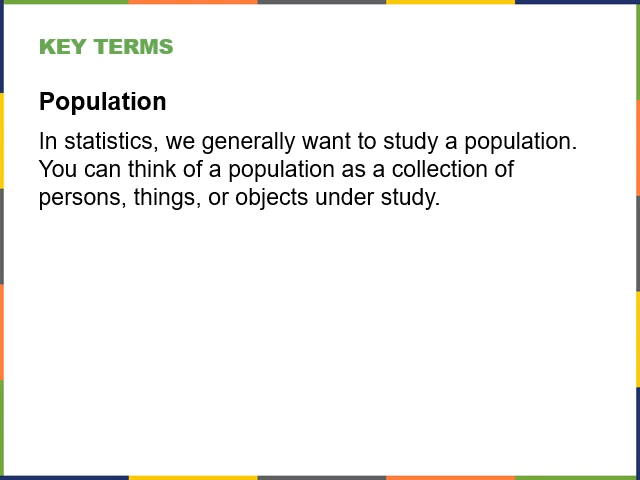 KEY TERMS
Population
In statistics, we generally want to study a population.
You can think of a population as a collection of
persons, things, or objects under study.